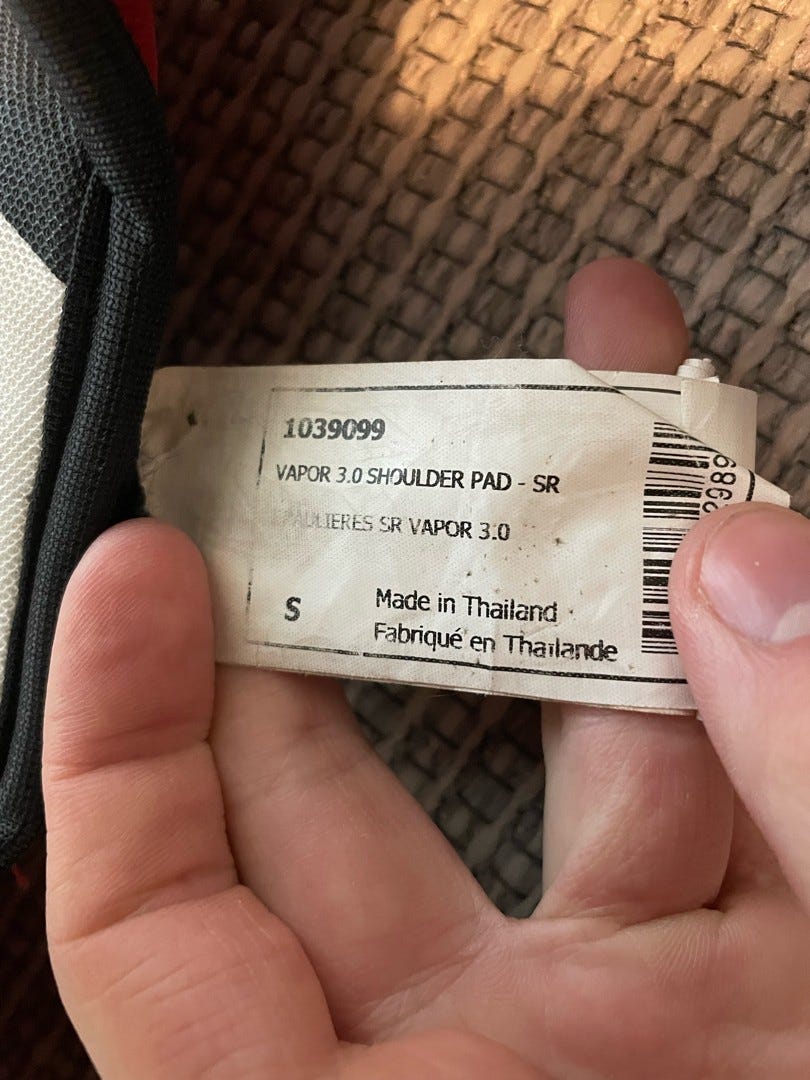 1039099
VAPOR 3.0 SHOULDER PAD - SR
SR VAPOR 3.0
S
Made in Thailand
Fabriqué en Thaïlande